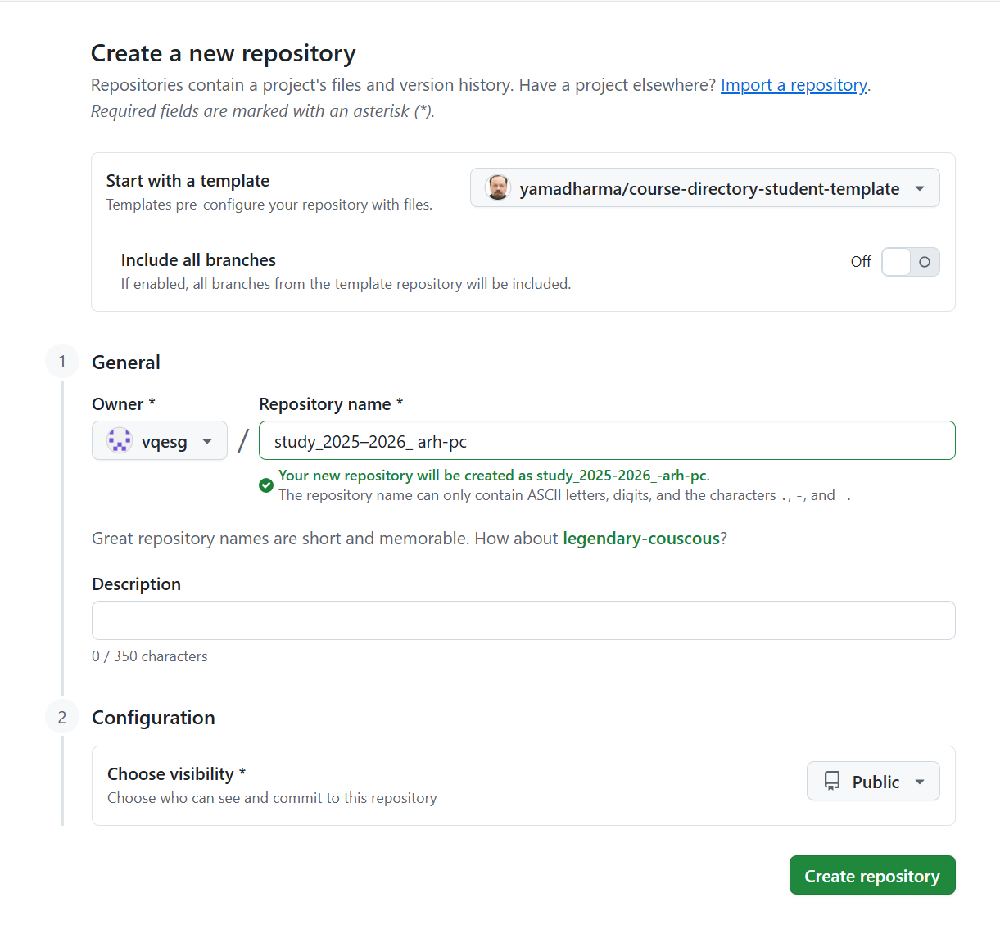 Create a new repository
Repositories contain a project's files and version history. Have a project elsewhere? Import a repository.
Required fields are marked with an asterisk (*).
Start with a template
Templates pre-configure your repository with files.
yamadharma/course-directory-student-template
Include all branches
If enabled, all branches from the template repository will be included.
Off
1
General
Owner *
Repository name *
vqesg
/
study_2025–2026_ arh-pc
Your new repository will be created as study_2025-2026_-arh-pc.
The repository name can only contain ASCII letters, digits, and the characters ., -, and _.
Great repository names are short and memorable. How about legendary-couscous?
Description
0 / 350 characters
2
Configuration
Choose visibility *
Choose who can see and commit to this repository
Public
Create repository